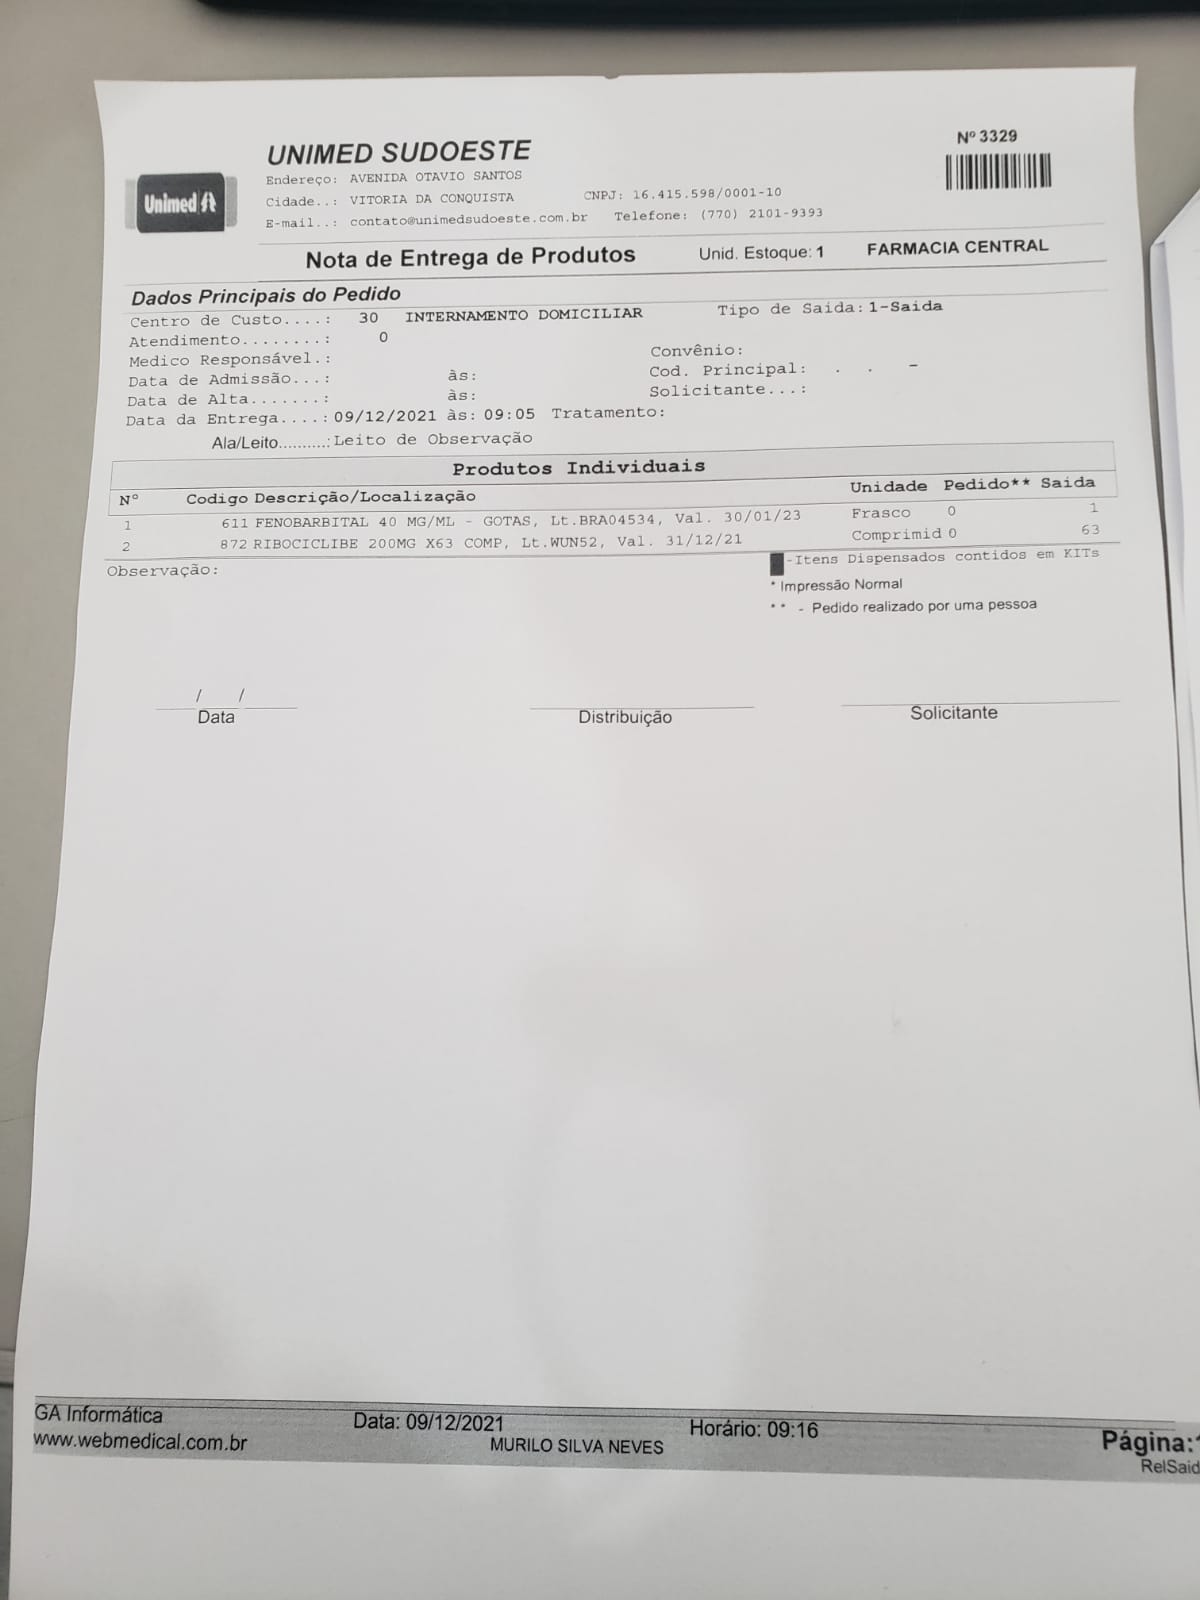 Nº 3329
UNIMED SUDOESTE
Unimed
Endereço: AVENIDA OTAVIO SANTOS
Cidade..: VITORIA DA CONQUISTA CNPJ: 16.415.598/0001-10
E-mail..: contato@unimedsudoeste.com.br Telefone: (770) 2101-9393
Nota de Entrega de Produtos Unid. Estoque: 1 FARMACIA CENTRAL
Dados Principais do Pedido
Centro de Custo....: 30 INTERNAMENTO DOMICILIAR Tipo de Saida: 1-Saida
Atendimento........: 0
Medico Responsável.: Convênio:
Data de Admissão...: às: Cod. Principal: . . -
Data de Alta.......: às: Solicitante...:
Data da Entrega....: 09/12/2021 às: 09:05 Tratamento:
Ala/Leito..........: Leito de Observação
Produtos Individuais
Nº Codigo Descrição/Localização Unidade Pedido** Saida
1 611 FENOBARBITAL 40 MG/ML - GOTAS, Lt.BRA04534, Val. 30/01/23 Frasco 0 1
2 872 RIBOCICLIBE 200MG X63 COMP, Lt.WUN52, Val. 31/12/21 Comprimid 0 63
Observação: -Itens Dispensados contidos em KITs
* Impressão Normal
** - Pedido realizado por uma pessoa
/ /
Data Distribuição Solicitante
GA Informática Data: 09/12/2021 Horário: 09:16 Página:1
www.webmedical.com.br MURILO SILVA NEVES RelSaid